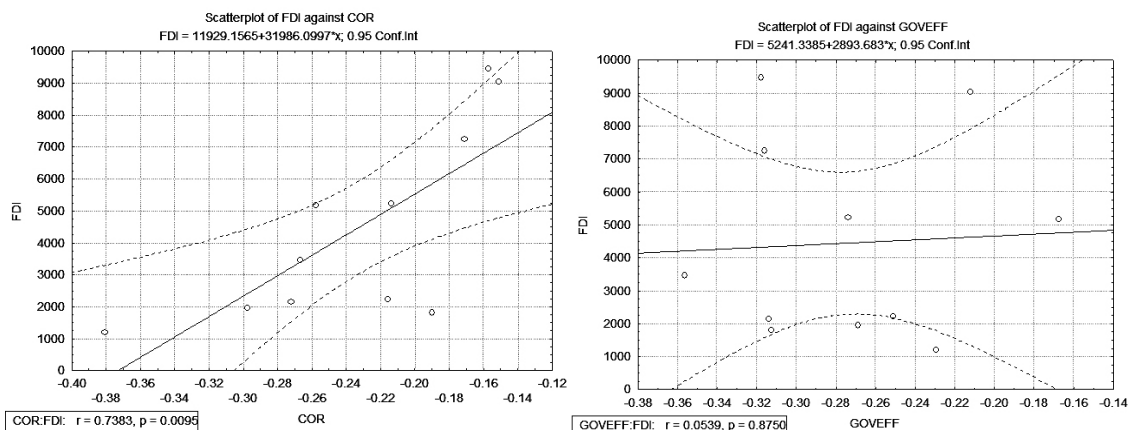 Scatterplot of FDI against COR
FDI = 11929.1565+31986.0997*x; 0.95 Conf.Int
10000
9000
8000
7000
6000
5000
4000
3000
2000
1000
0
FDI
-0.40 -0.36 -0.32 -0.28 -0.24 -0.20 -0.16 -0.12
-0.38 -0.34 -0.30 -0.26 -0.22 -0.18 -0.14
COR
COR:FDI: r = 0.7383, p = 0.0095
Scatterplot of FDI against GOVEFF
FDI = 5241.3385+2893.683*x; 0.95 Conf.Int
10000
9000
8000
7000
6000
5000
4000
3000
2000
1000
0
FDI
-0.38 -0.36 -0.34 -0.32 -0.30 -0.28 -0.26 -0.24 -0.22 -0.20 -0.18 -0.16 -0.14
GOVEFF
GOVEFF:FDI: r = 0.0539, p = 0.8750